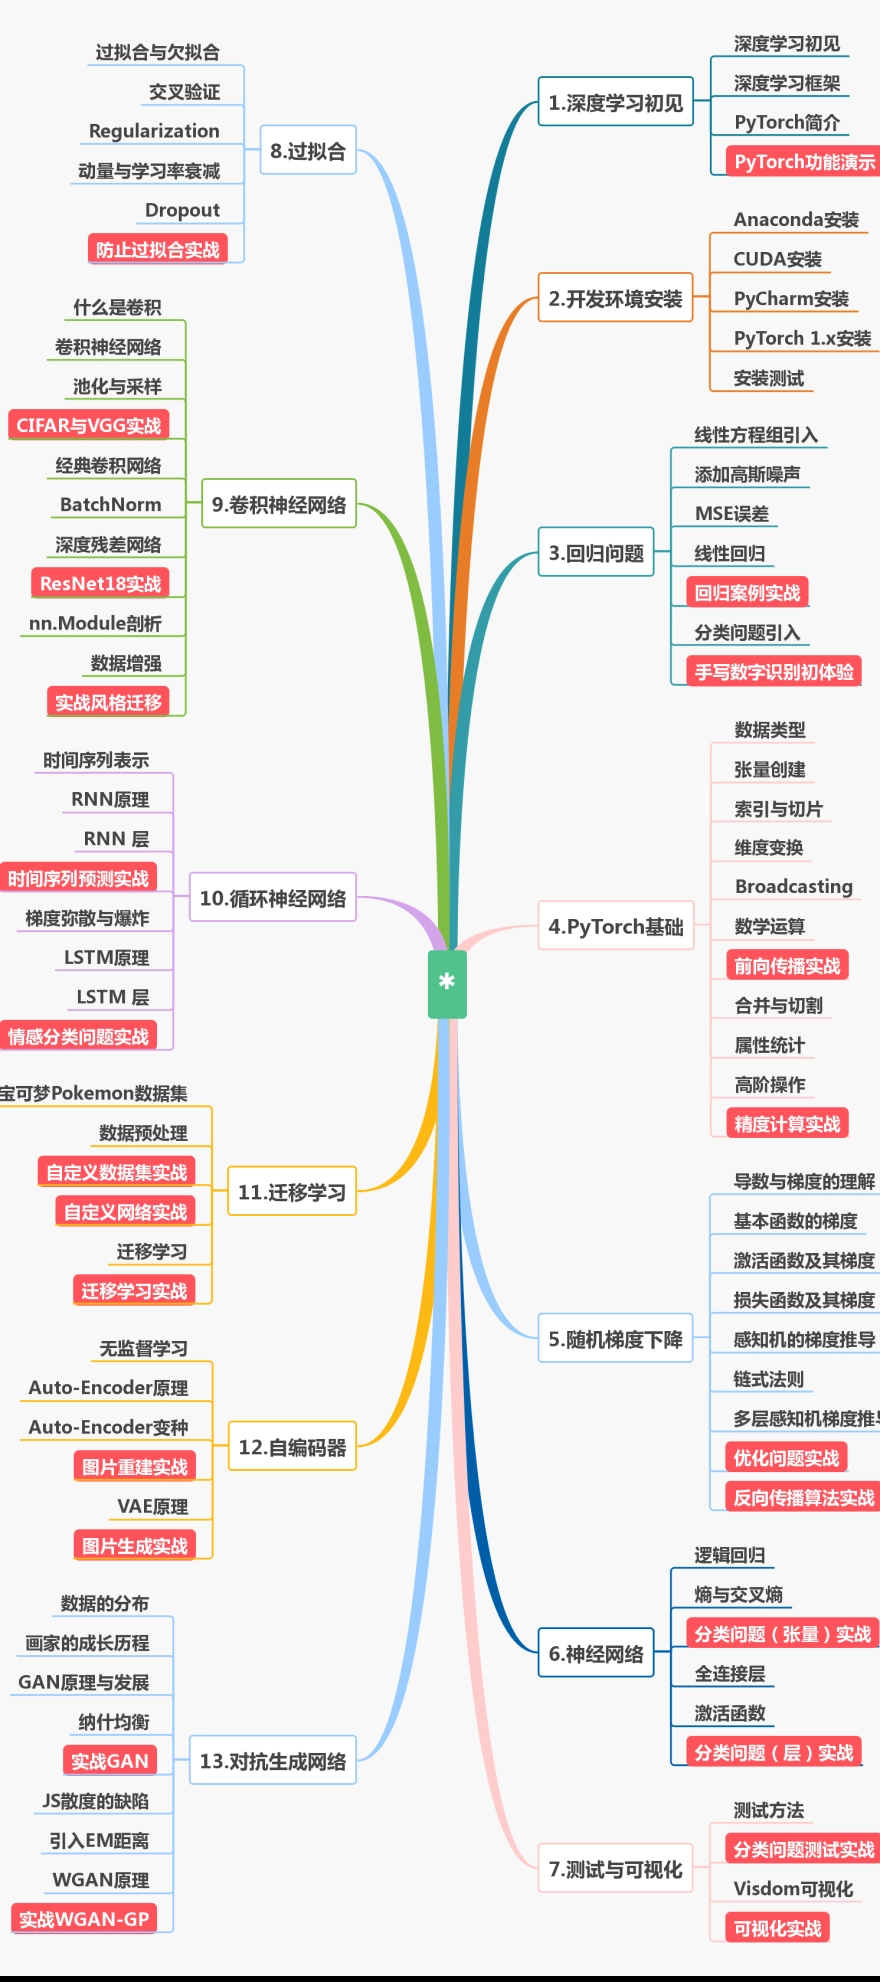 1.深度学习初见
深度学习初见
深度学习框架
PyTorch简介
PyTorch功能演示
2.开发环境安装
Anaconda安装
CUDA安装
PyCharm安装
PyTorch 1.x安装
安装测试
3.回归问题
线性方程组引入
添加高斯噪声
MSE误差
线性回归
回归案例实战
分类问题引入
手写数字识别初体验
4.PyTorch基础
数据类型
张量创建
索引与切片
维度变换
Broadcasting
数学运算
前向传播实战
合并与切割
属性统计
高阶操作
精度计算实战
5.随机梯度下降
导数与梯度的理解
基本函数的梯度
激活函数及其梯度
损失函数及其梯度
感知机的梯度推导
链式法则
多层感知机梯度推导
优化问题实战
反向传播算法实战
6.神经网络
逻辑回归
熵与交叉熵
分类问题（张量）实战
全连接层
激活函数
分类问题（层）实战
7.测试与可视化
测试方法
分类问题测试实战
Visdom可视化
可视化实战
8.过拟合
过拟合与欠拟合
交叉验证
Regularization
动量与学习率衰减
Dropout
防止过拟合实战
9.卷积神经网络
什么是卷积
卷积神经网络
池化与采样
CIFAR与VGG实战
经典卷积网络
BatchNorm
深度残差网络
ResNet18实战
nn.Module剖析
数据增强
实战风格迁移
10.循环神经网络
时间序列表示
RNN原理
RNN 层
时间序列预测实战
梯度弥散与爆炸
LSTM原理
LSTM 层
情感分类问题实战
11.迁移学习
宝可梦Pokemon数据集
数据预处理
自定义数据集实战
自定义网络实战
迁移学习
迁移学习实战
12.自编码器
无监督学习
Auto-Encoder原理
Auto-Encoder变种
图片重建实战
VAE原理
图片生成实战
13.对抗生成网络
数据的分布
画家的成长历程
GAN原理与发展
纳什均衡
实战GAN
JS散度的缺陷
引入EM距离
WGAN原理
实战WGAN-GP
*